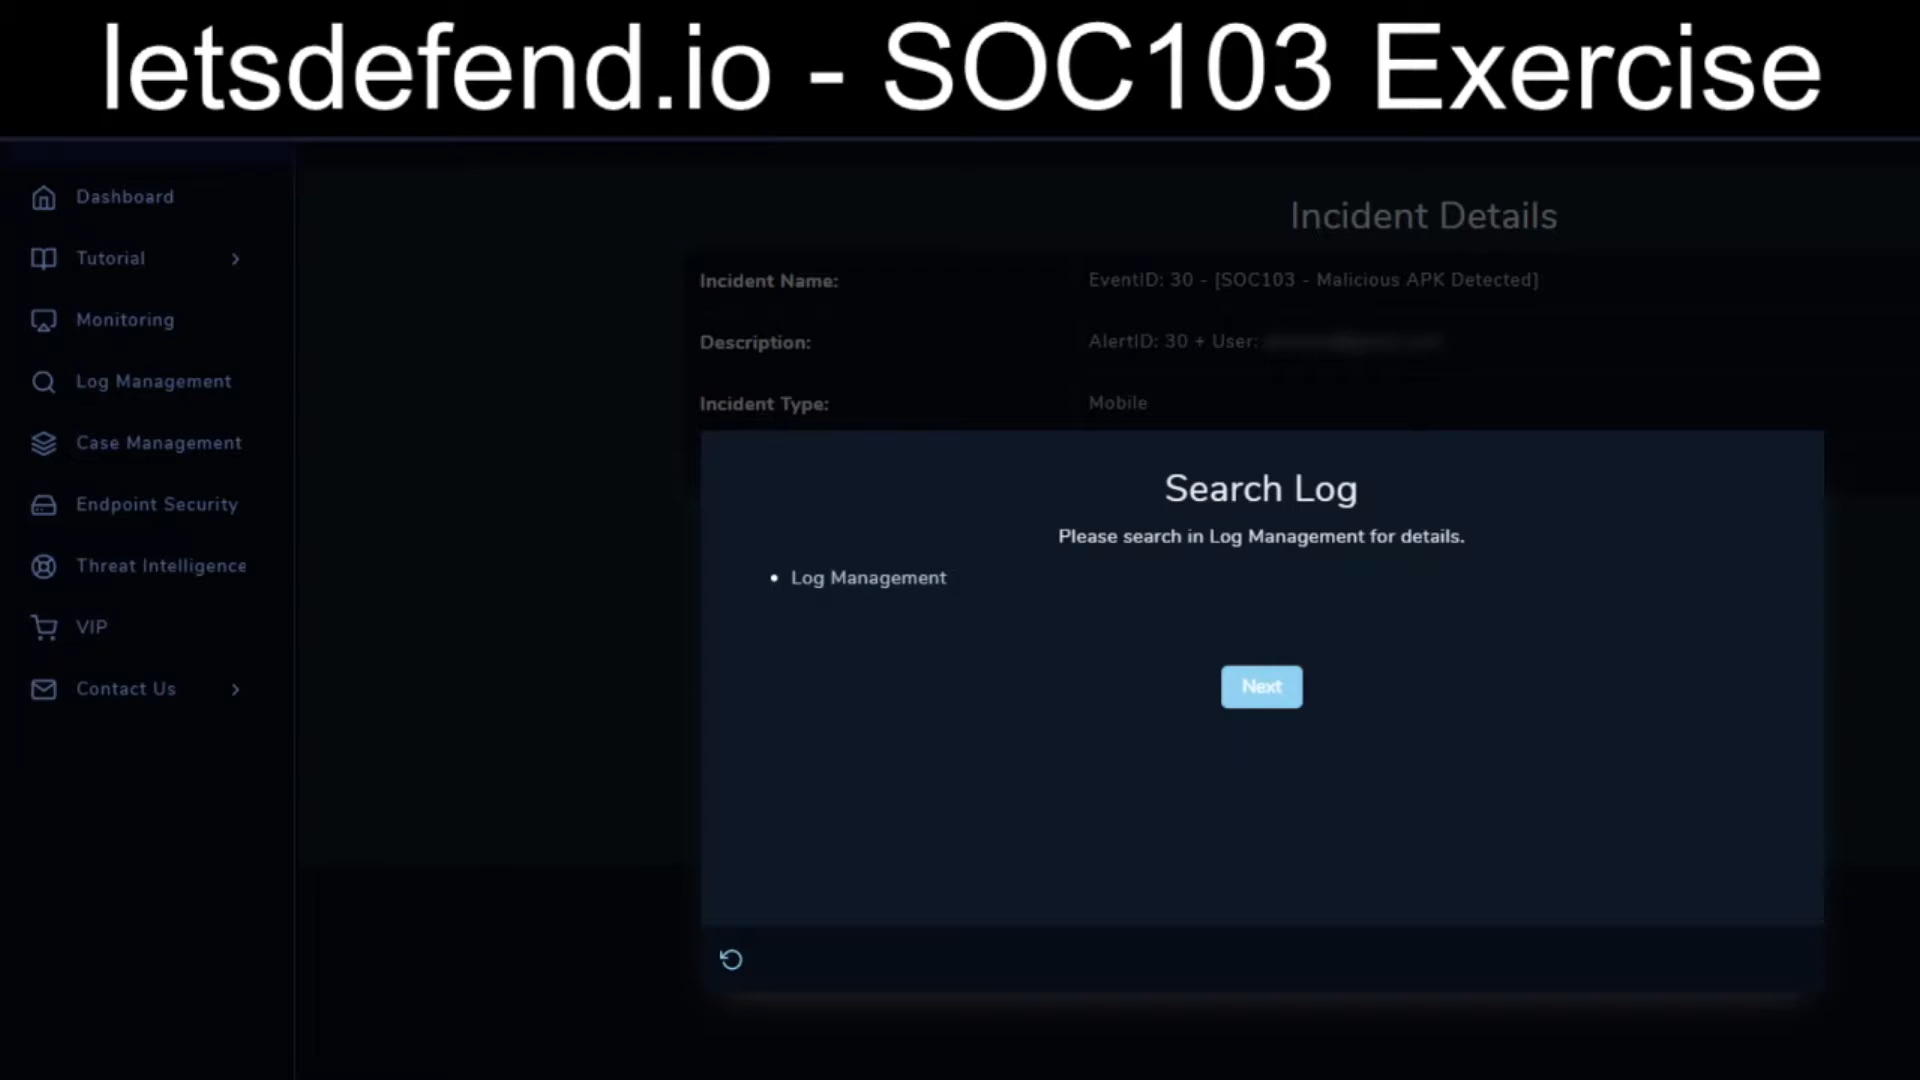 letsdefend.io - SOC103 Exercise
Dashboard
Tutorial
Monitoring
Log Management
Case Management
Endpoint Security
Threat Intelligence
VIP
Contact Us
Incident Details
Incident Name: EventID: 30 - [SOC103 - Malicious APK Detected]
Description: AlertID: 30 + User:
Incident Type: Mobile
Search Log
Please search in Log Management for details.
• Log Management
Next